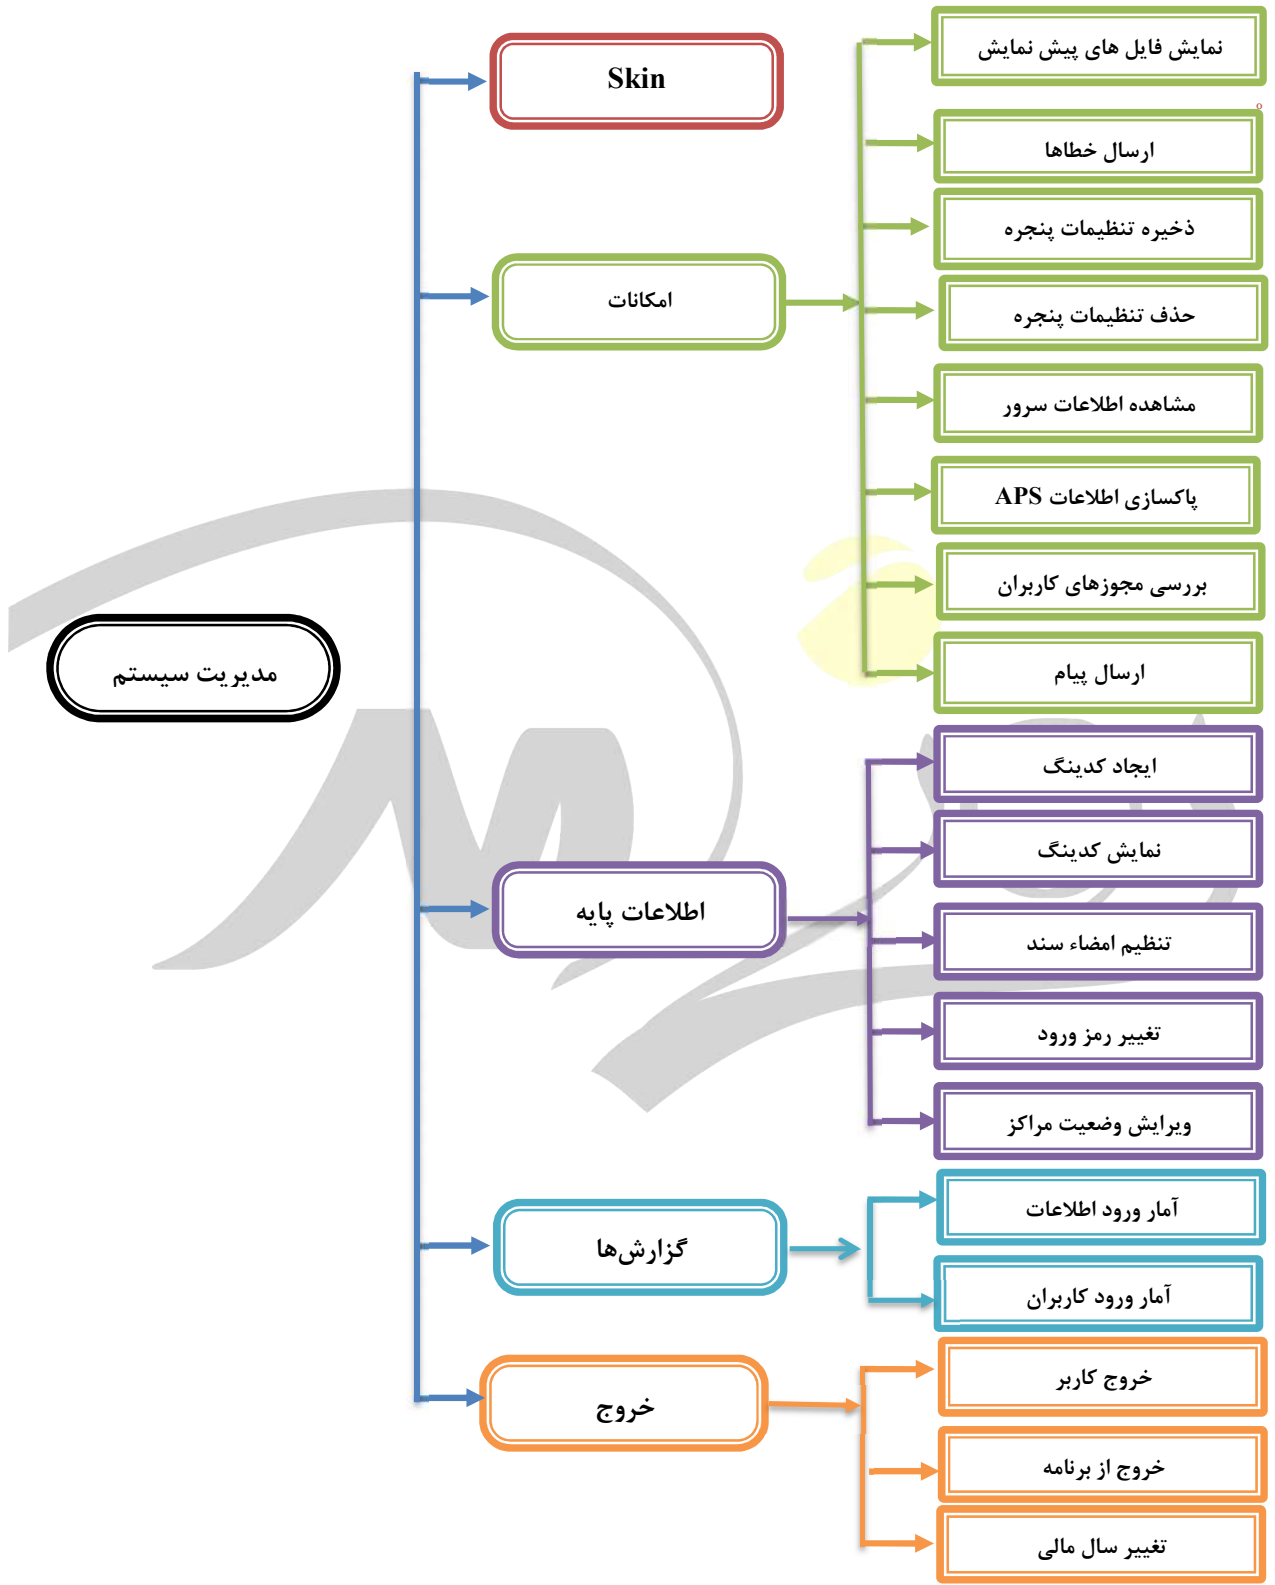 مدیریت سیستم
Skin
امکانات
نمایش فایل های پیش نمایش
o
ارسال خطاها
ذخیره تنظیمات پنجره
حذف تنظیمات پنجره
مشاهده اطلاعات سرور
پاکسازی اطلاعات APS
بررسی مجوزهای کاربران
ارسال پیام
اطلاعات پایه
ایجاد کدینگ
نمایش کدینگ
تنظیم امضاء سند
تغییر رمز ورود
ویرایش وضعیت مراکز
گزارش‌ها
آمار ورود اطلاعات
آمار ورود کاربران
خروج
خروج کاربر
خروج از برنامه
تغییر سال مالی